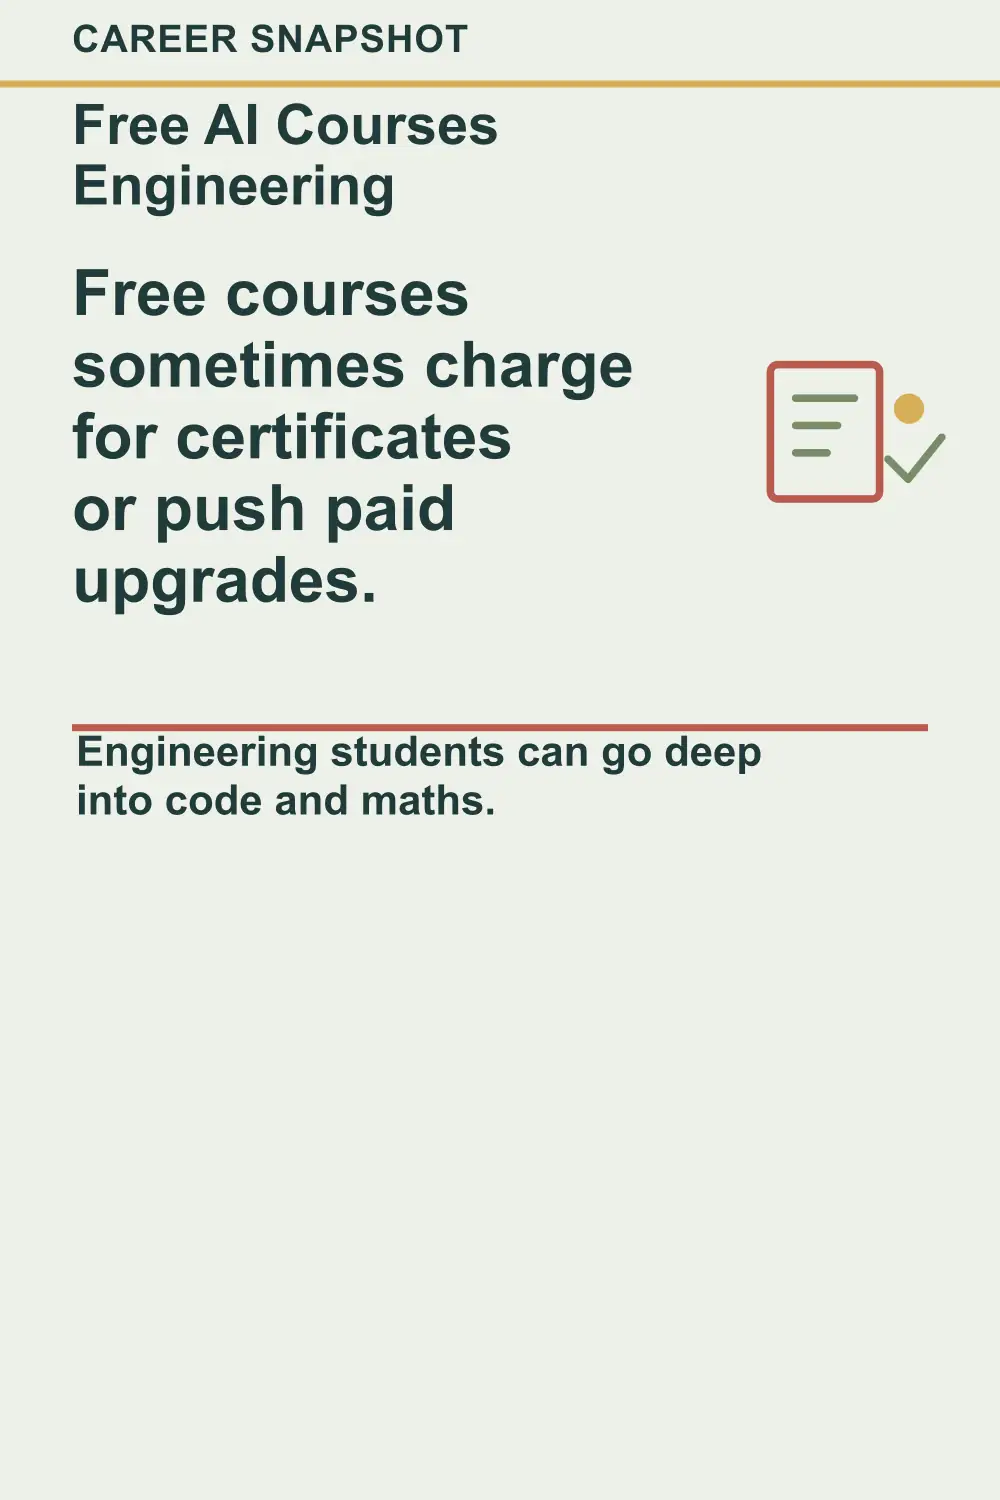 CAREER SNAPSHOT
Free AI Courses
Engineering
Free courses
sometimes charge
for certificates
or push paid
upgrades.
Engineering students can go deep
into code and maths.